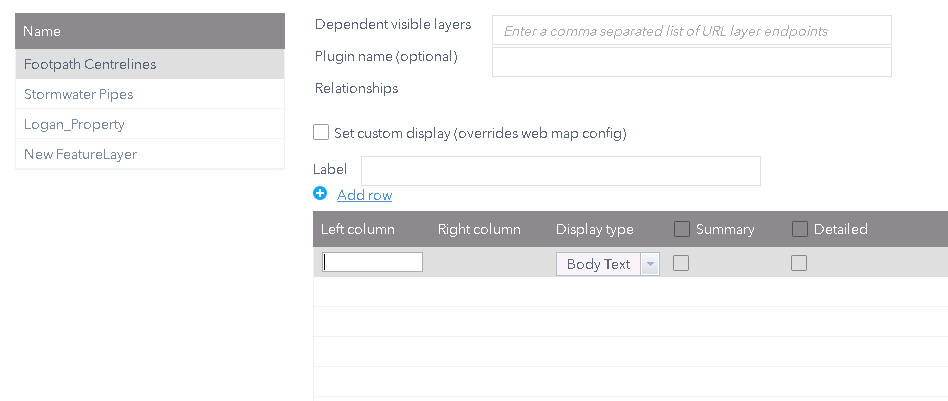 Name
Footpath Centrelines
Stormwater Pipes
Logan_Property
New FeatureLayer
Dependent visible layers
Enter a comma separated list of URL layer endpoints
Plugin name (optional)
Relationships
Set custom display (overrides web map config)
Label
Add row
Left column Right column Display type Summary Detailed
Body Text